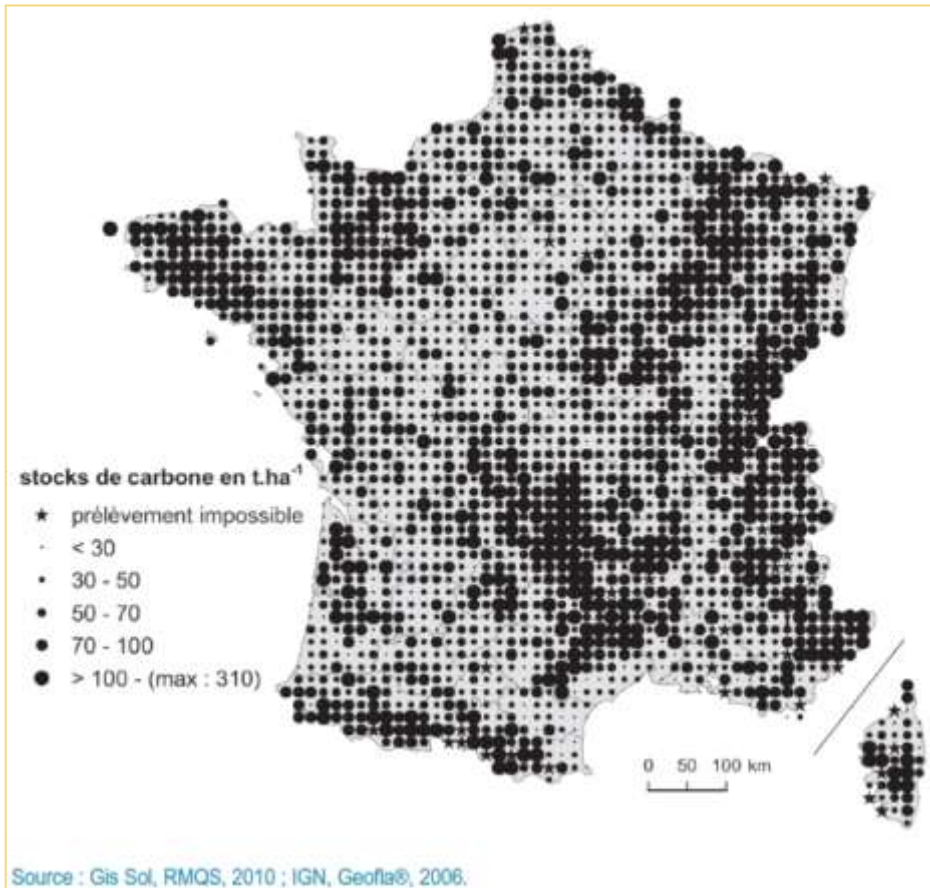 stocks de carbone en t.ha⁻¹
★ prélèvement impossible
< 30
30 - 50
50 - 70
70 - 100
> 100 - (max : 310)
0 50 100 km
Source : Gis Sol, RMQS, 2010 ; IGN, Geofla®, 2006.